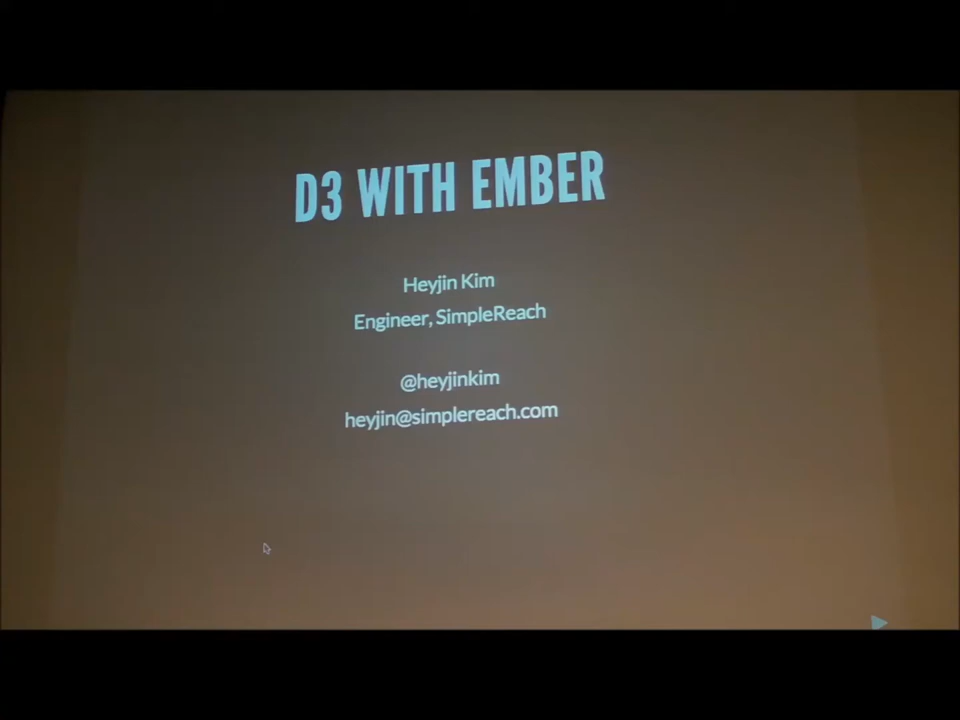 D3 WITH EMBER
Heyjin Kim
Engineer, SimpleReach
@heyjinkim
heyjin@simplereach.com